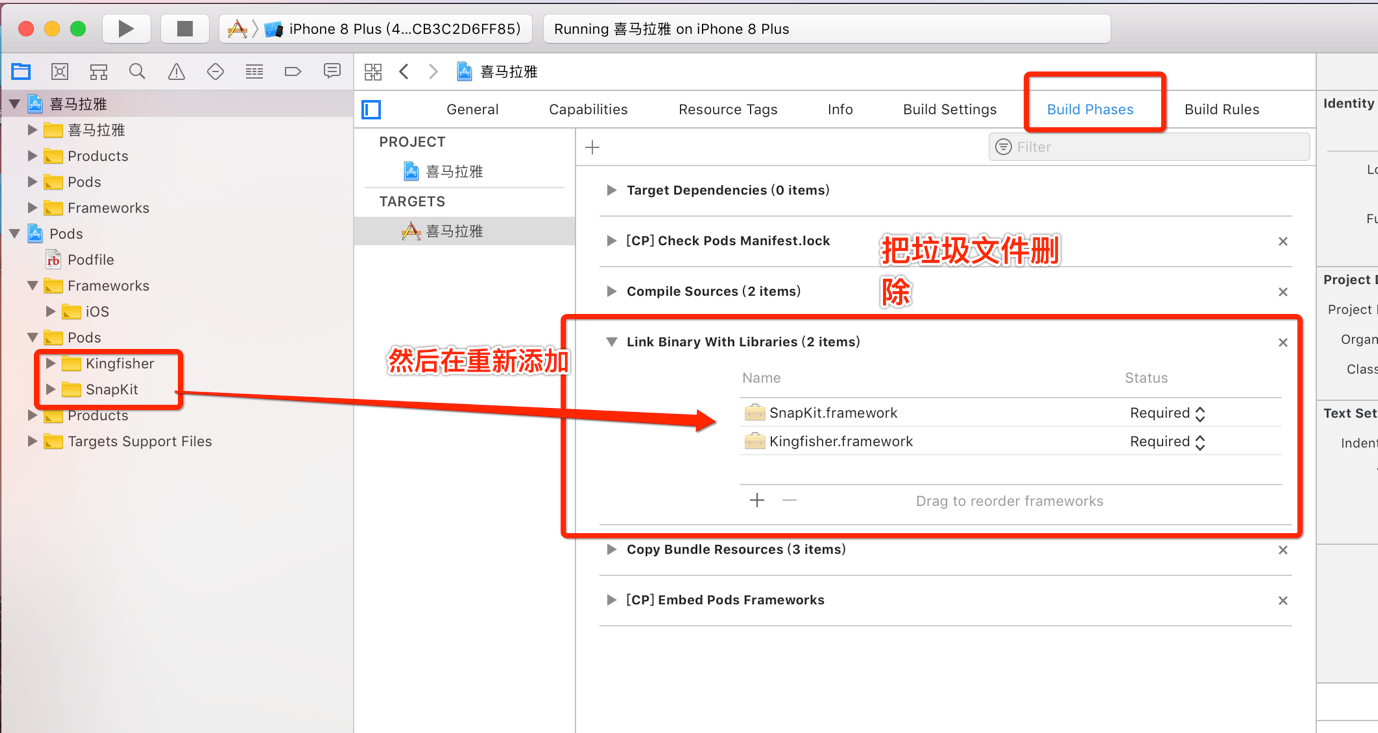 iPhone 8 Plus (4...CB3C2D6FF85)
Running 喜马拉雅 on iPhone 8 Plus
喜马拉雅
喜马拉雅
喜马拉雅
Products
Pods
Frameworks
Pods
Podfile
Frameworks
iOS
Pods
Kingfisher
SnapKit
Products
Targets Support Files
General
Capabilities
Resource Tags
Info
Build Settings
Build Phases
Build Rules
PROJECT
喜马拉雅
TARGETS
喜马拉雅
Filter
Target Dependencies (0 items)
[CP] Check Pods Manifest.lock
把垃圾文件删
除
Compile Sources (2 items)
然后在重新添加
Link Binary With Libraries (2 items)
Name
Status
SnapKit.framework
Required
Kingfisher.framework
Required
Drag to reorder frameworks
Copy Bundle Resources (3 items)
[CP] Embed Pods Frameworks
Identity
Lo
Fu
Project D
Project
Organ
Class
Text Set
Indent